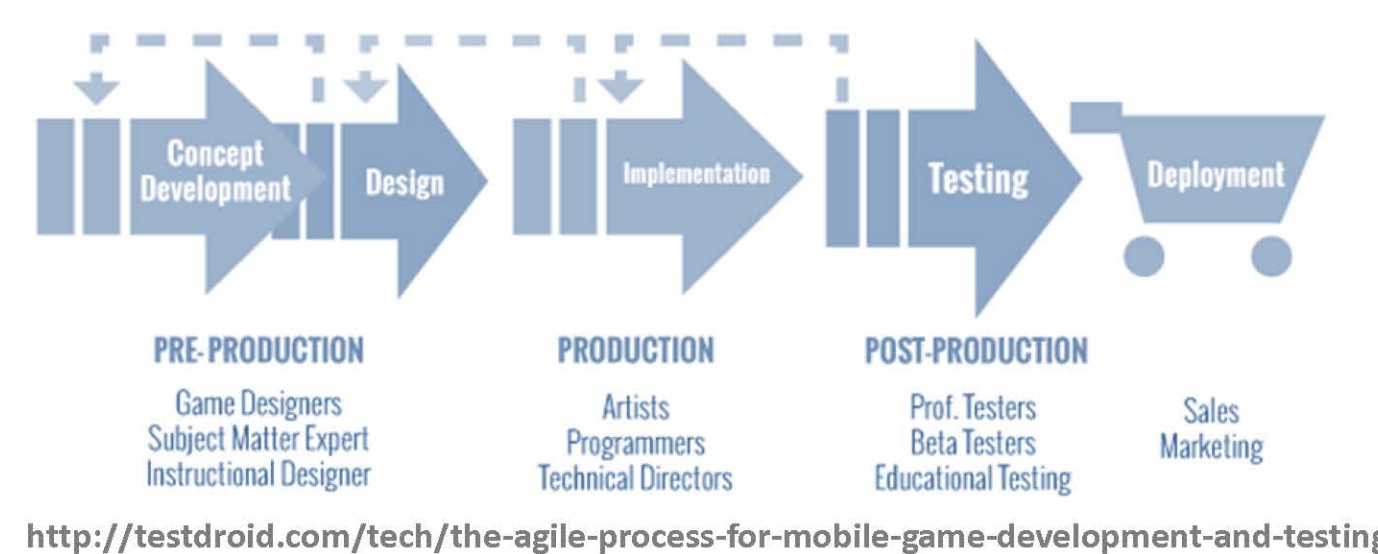 Concept
Development
Design
Implementation
Testing
Deployment
PRE-PRODUCTION
Game Designers
Subject Matter Expert
Instructional Designer
PRODUCTION
Artists
Programmers
Technical Directors
POST-PRODUCTION
Prof. Testers
Beta Testers
Educational Testing
Sales
Marketing
http://testdroid.com/tech/the-agile-process-for-mobile-game-development-and-testing